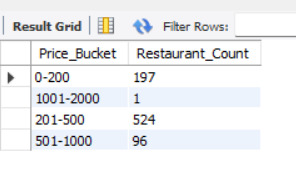 Result Grid Filter Rows:
Price_Bucket Restaurant_Count
0-200 197
1001-2000 1
201-500 524
501-1000 96